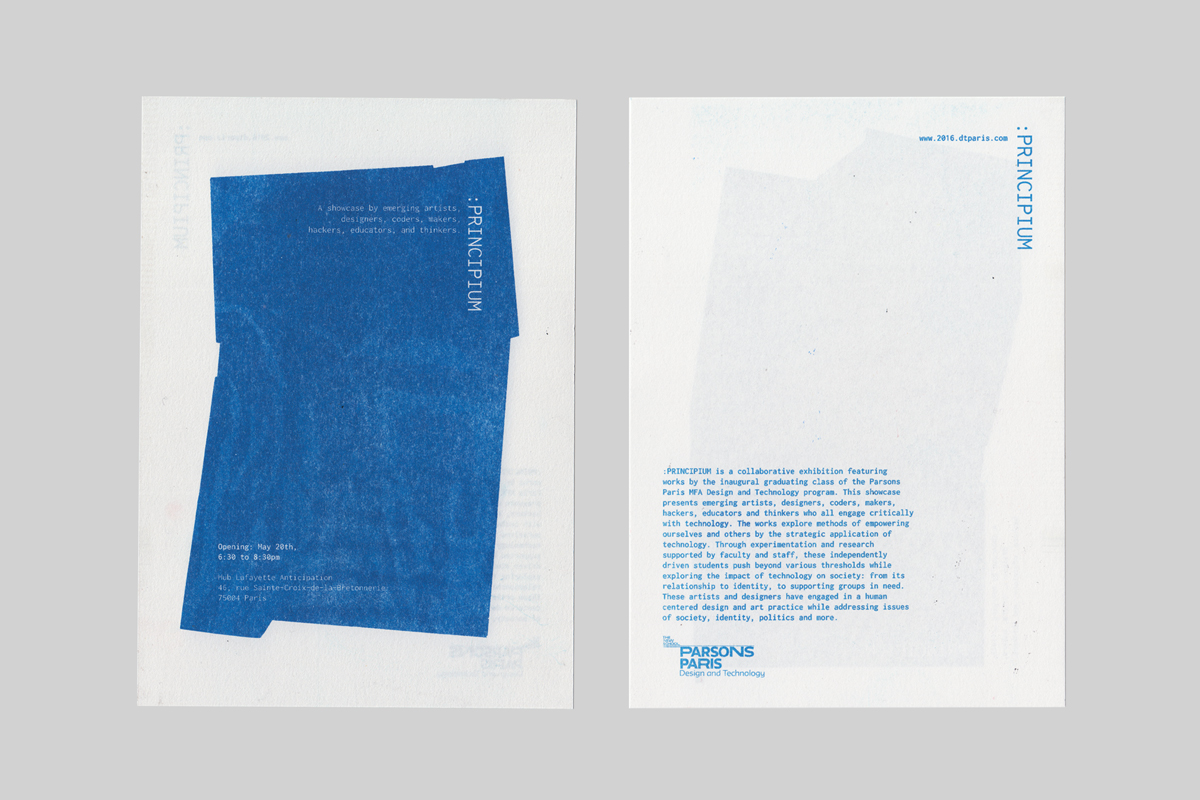 A showcase by emerging artists,
designers, coders, makers,
hackers, educators, and thinkers.
:PRINCIPIUM
Opening: May 20th,
6:30 to 8:30pm
Hub Lafayette Anticipation
46, rue Sainte-Croix-de-la-Bretonnerie,
75004 Paris
www.2016.dtparis.com
:PRINCIPIUM
:PRINCIPIUM is a collaborative exhibition featuring
works by the inaugural graduating class of the Parsons
Paris MFA Design and Technology program. This showcase
presents emerging artists, designers, coders, makers,
hackers, educators and thinkers who all engage critically
with technology. The works explore methods of empowering
ourselves and others by the strategic application of
technology. Through experimentation and research
supported by faculty and staff, these independently
driven students push beyond various thresholds while
exploring the impact of technology on society: from its
relationship to identity, to supporting groups in need.
These artists and designers have engaged in a human
centered design and art practice while addressing issues
of society, identity, politics and more.
PARSONS
PARIS
Design and Technology